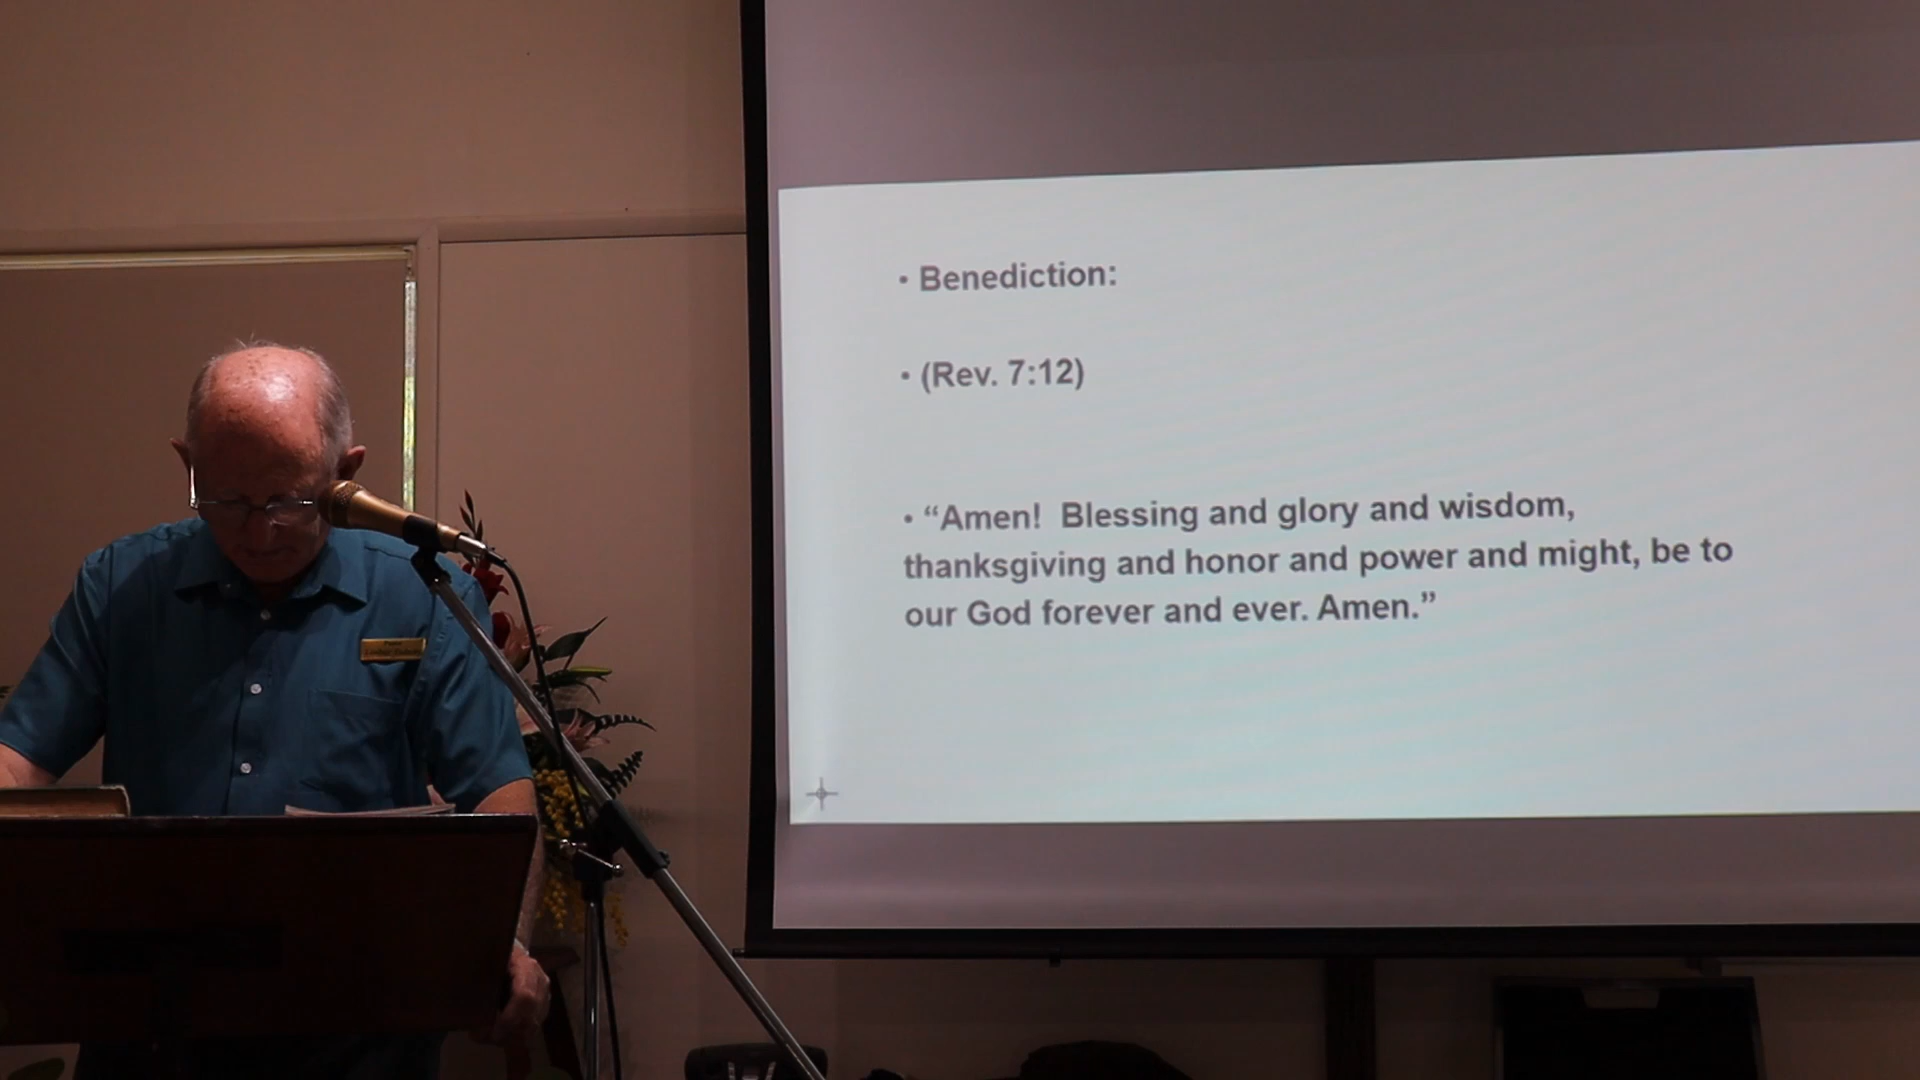 • Benediction:
• (Rev. 7:12)
• “Amen!  Blessing and glory and wisdom,
thanksgiving and honor and power and might, be to
our God forever and ever. Amen.”